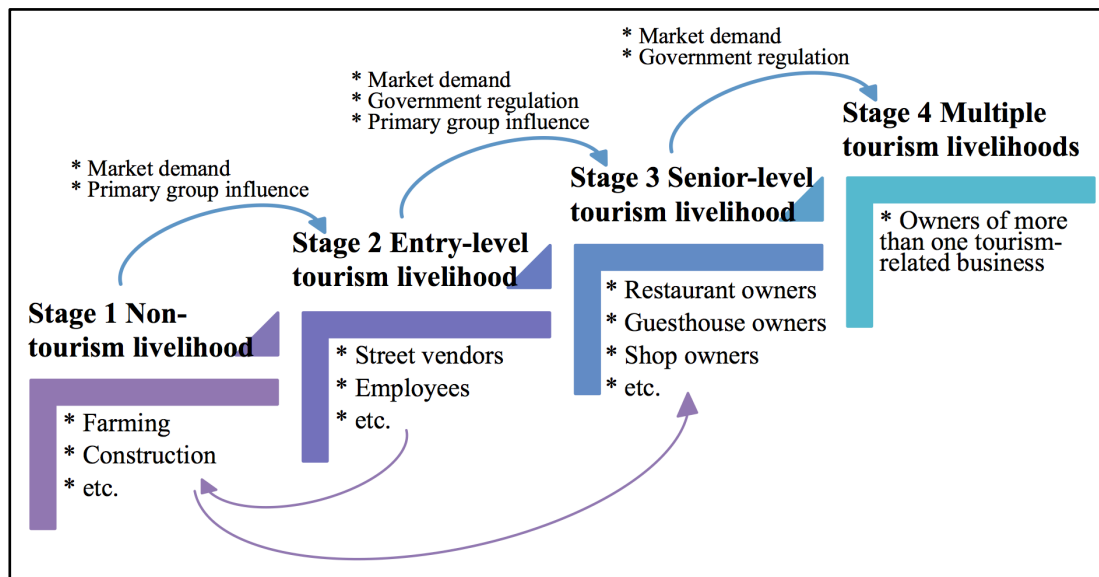 * Market demand
* Primary group influence
Stage 1 Non-
tourism livelihood
* Farming
* Construction
* etc.
* Market demand
* Government regulation
* Primary group influence
Stage 2 Entry-level
tourism livelihood
* Street vendors
* Employees
* etc.
* Market demand
* Government regulation
Stage 3 Senior-level
tourism livelihood
* Restaurant owners
* Guesthouse owners
* Shop owners
* etc.
Stage 4 Multiple
tourism livelihoods
* Owners of more
than one tourism-
related business